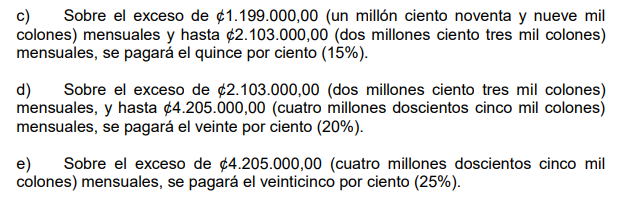 c) Sobre el exceso de ₡1.199.000,00 (un millón ciento noventa y nueve mil
colones) mensuales y hasta ₡2.103.000,00 (dos millones ciento tres mil colones)
mensuales, se pagará el quince por ciento (15%).
d) Sobre el exceso de ₡2.103.000,00 (dos millones ciento tres mil colones)
mensuales, y hasta ₡4.205.000,00 (cuatro millones doscientos cinco mil colones)
mensuales, se pagará el veinte por ciento (20%).
e) Sobre el exceso de ₡4.205.000,00 (cuatro millones doscientos cinco mil
colones) mensuales, se pagará el veinticinco por ciento (25%).